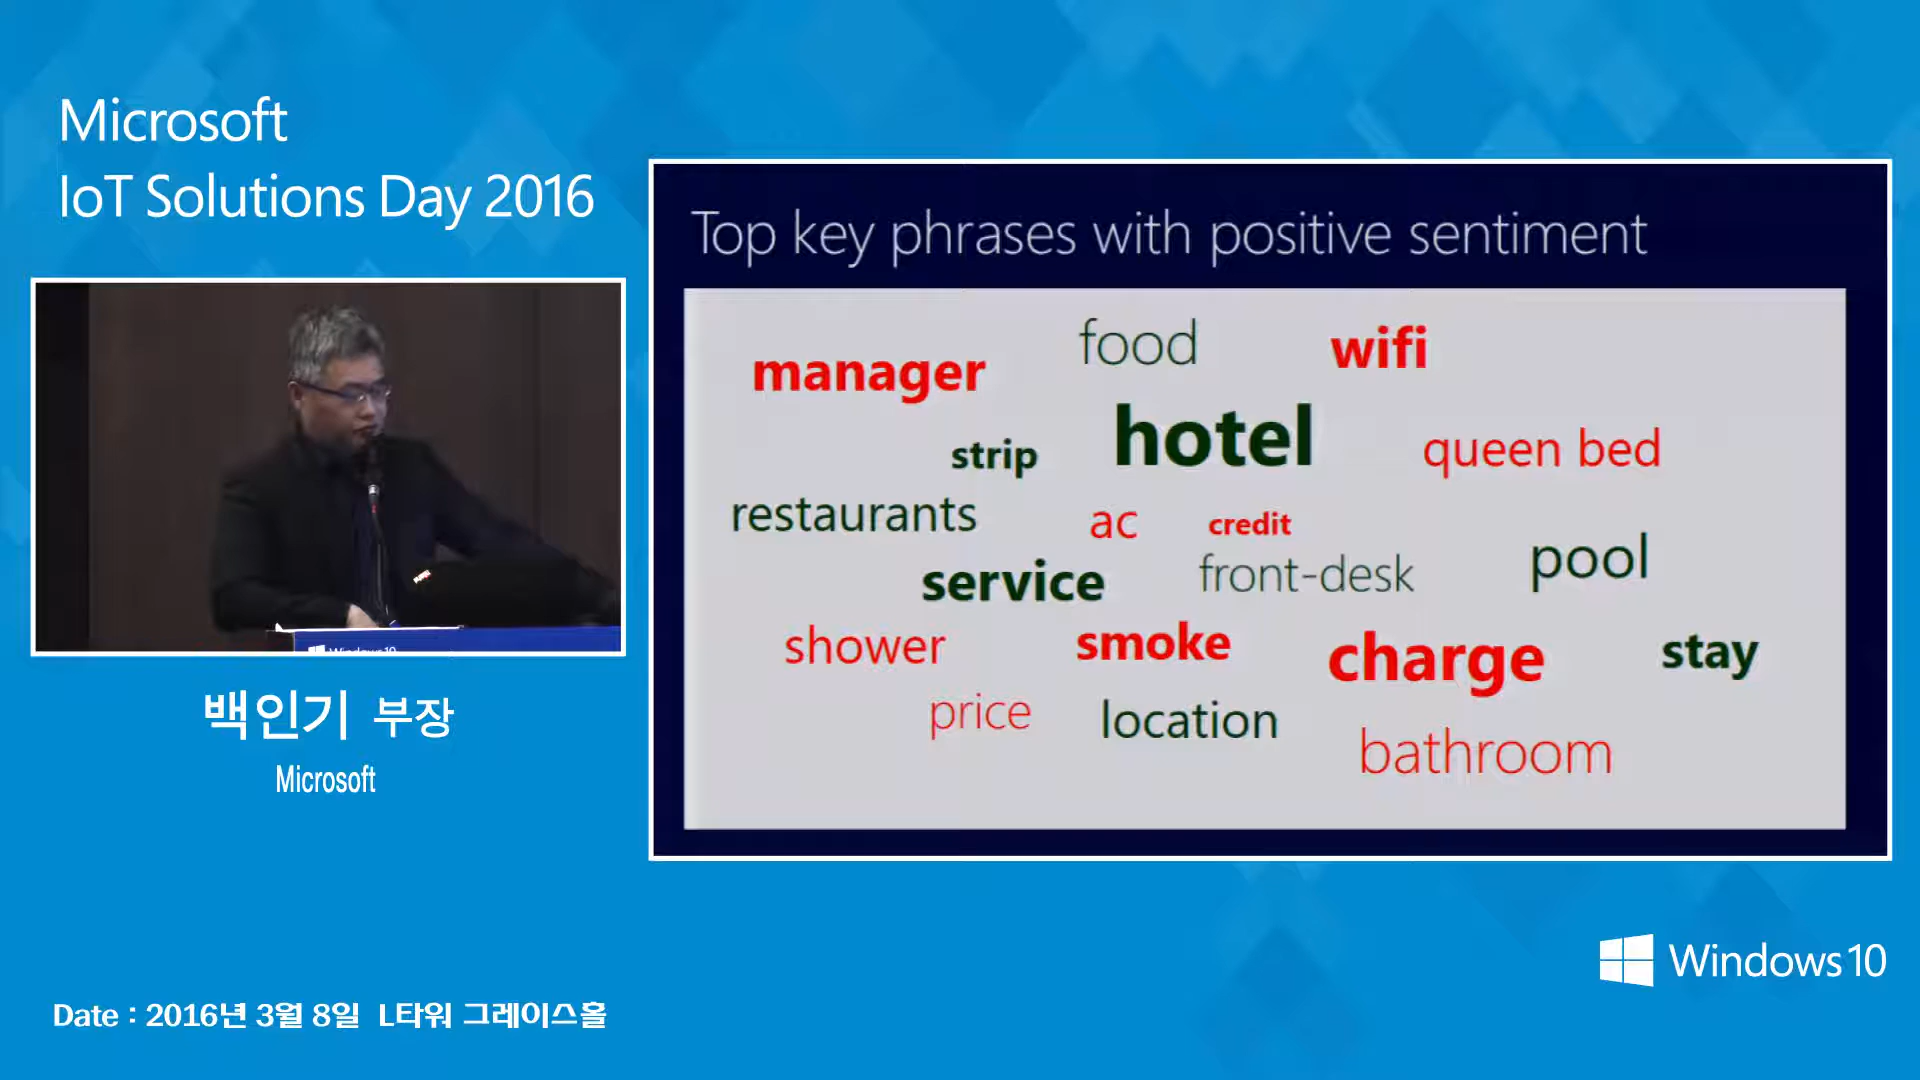 Microsoft
IoT Solutions Day 2016
Top key phrases with positive sentiment
manager
food
wifi
strip
hotel
queen bed
restaurants
ac
credit
service
front-desk
pool
shower
smoke
charge
stay
price
location
bathroom
Windows10
백인기 부장
Microsoft
Windows10
Date : 2016년 3월 8일 L타워 그레이스홀